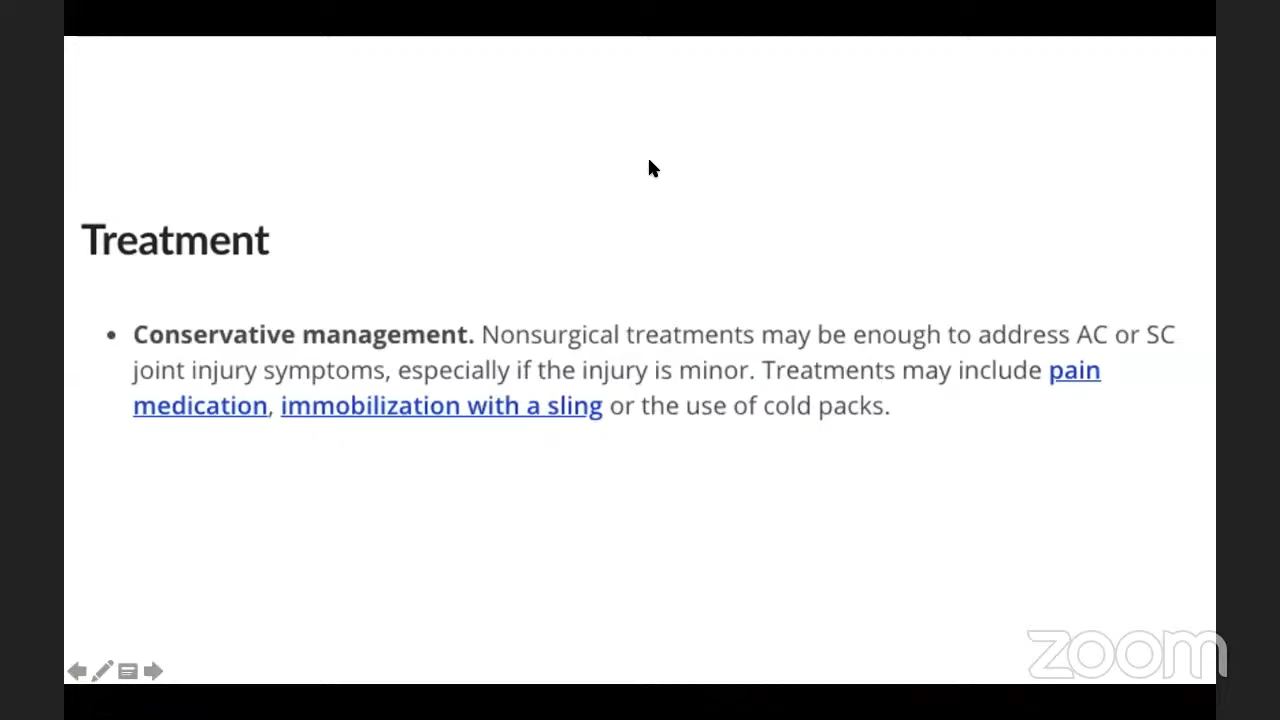 Treatment
• Conservative management. Nonsurgical treatments may be enough to address AC or SC
joint injury symptoms, especially if the injury is minor. Treatments may include pain
medication, immobilization with a sling or the use of cold packs.
zoom